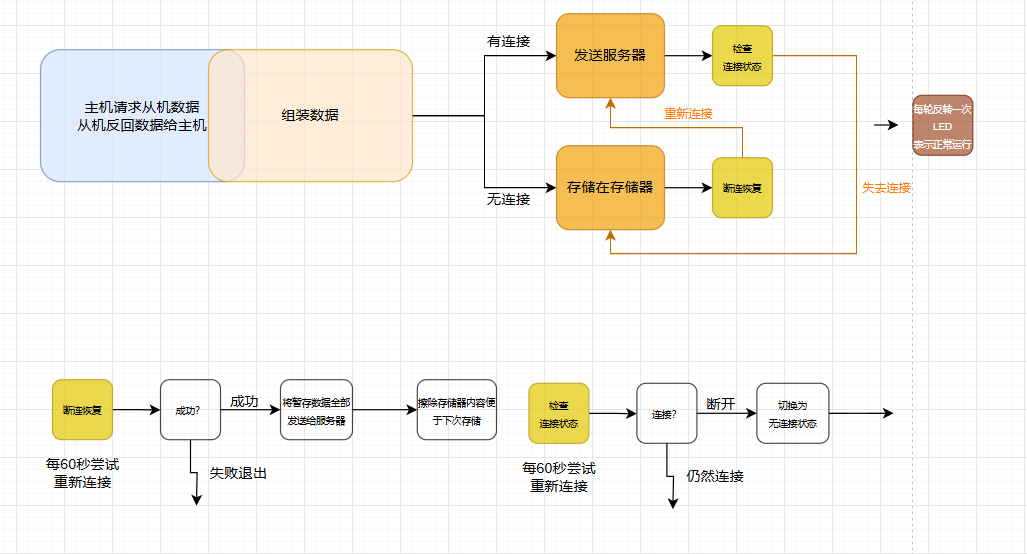 主机请求从机数据
从机反回数据给主机
组装数据
有连接
无连接
发送服务器
检查
连接状态
重新连接
存储在存储器
断连恢复
失去连接
每轮反转一次
LED
表示正常运行
断连恢复
每60秒尝试
重新连接
成功?
成功
失败退出
将暂存数据全部
发送给服务器
擦除存储器内容便
于下次存储
检查
连接状态
每60秒尝试
重新连接
连接?
断开
仍然连接
切换为
无连接状态